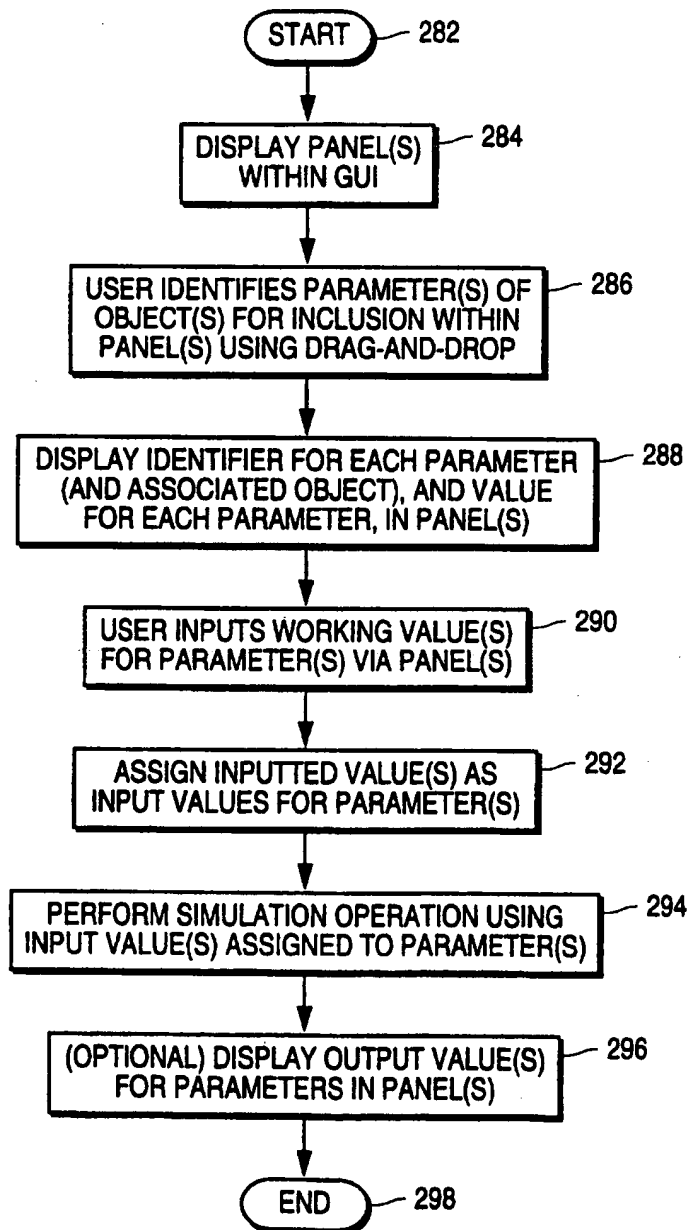 START
282
DISPLAY PANEL(S)
WITHIN GUI
284
USER IDENTIFIES PARAMETER(S) OF
OBJECT(S) FOR INCLUSION WITHIN
PANEL(S) USING DRAG-AND-DROP
286
DISPLAY IDENTIFIER FOR EACH PARAMETER
(AND ASSOCIATED OBJECT), AND VALUE
FOR EACH PARAMETER, IN PANEL(S)
288
USER INPUTS WORKING VALUE(S)
FOR PARAMETER(S) VIA PANEL(S)
290
ASSIGN INPUTTED VALUE(S) AS
INPUT VALUES FOR PARAMETER(S)
292
PERFORM SIMULATION OPERATION USING
INPUT VALUE(S) ASSIGNED TO PARAMETER(S)
294
(OPTIONAL) DISPLAY OUTPUT VALUE(S)
FOR PARAMETERS IN PANEL(S)
296
END
298